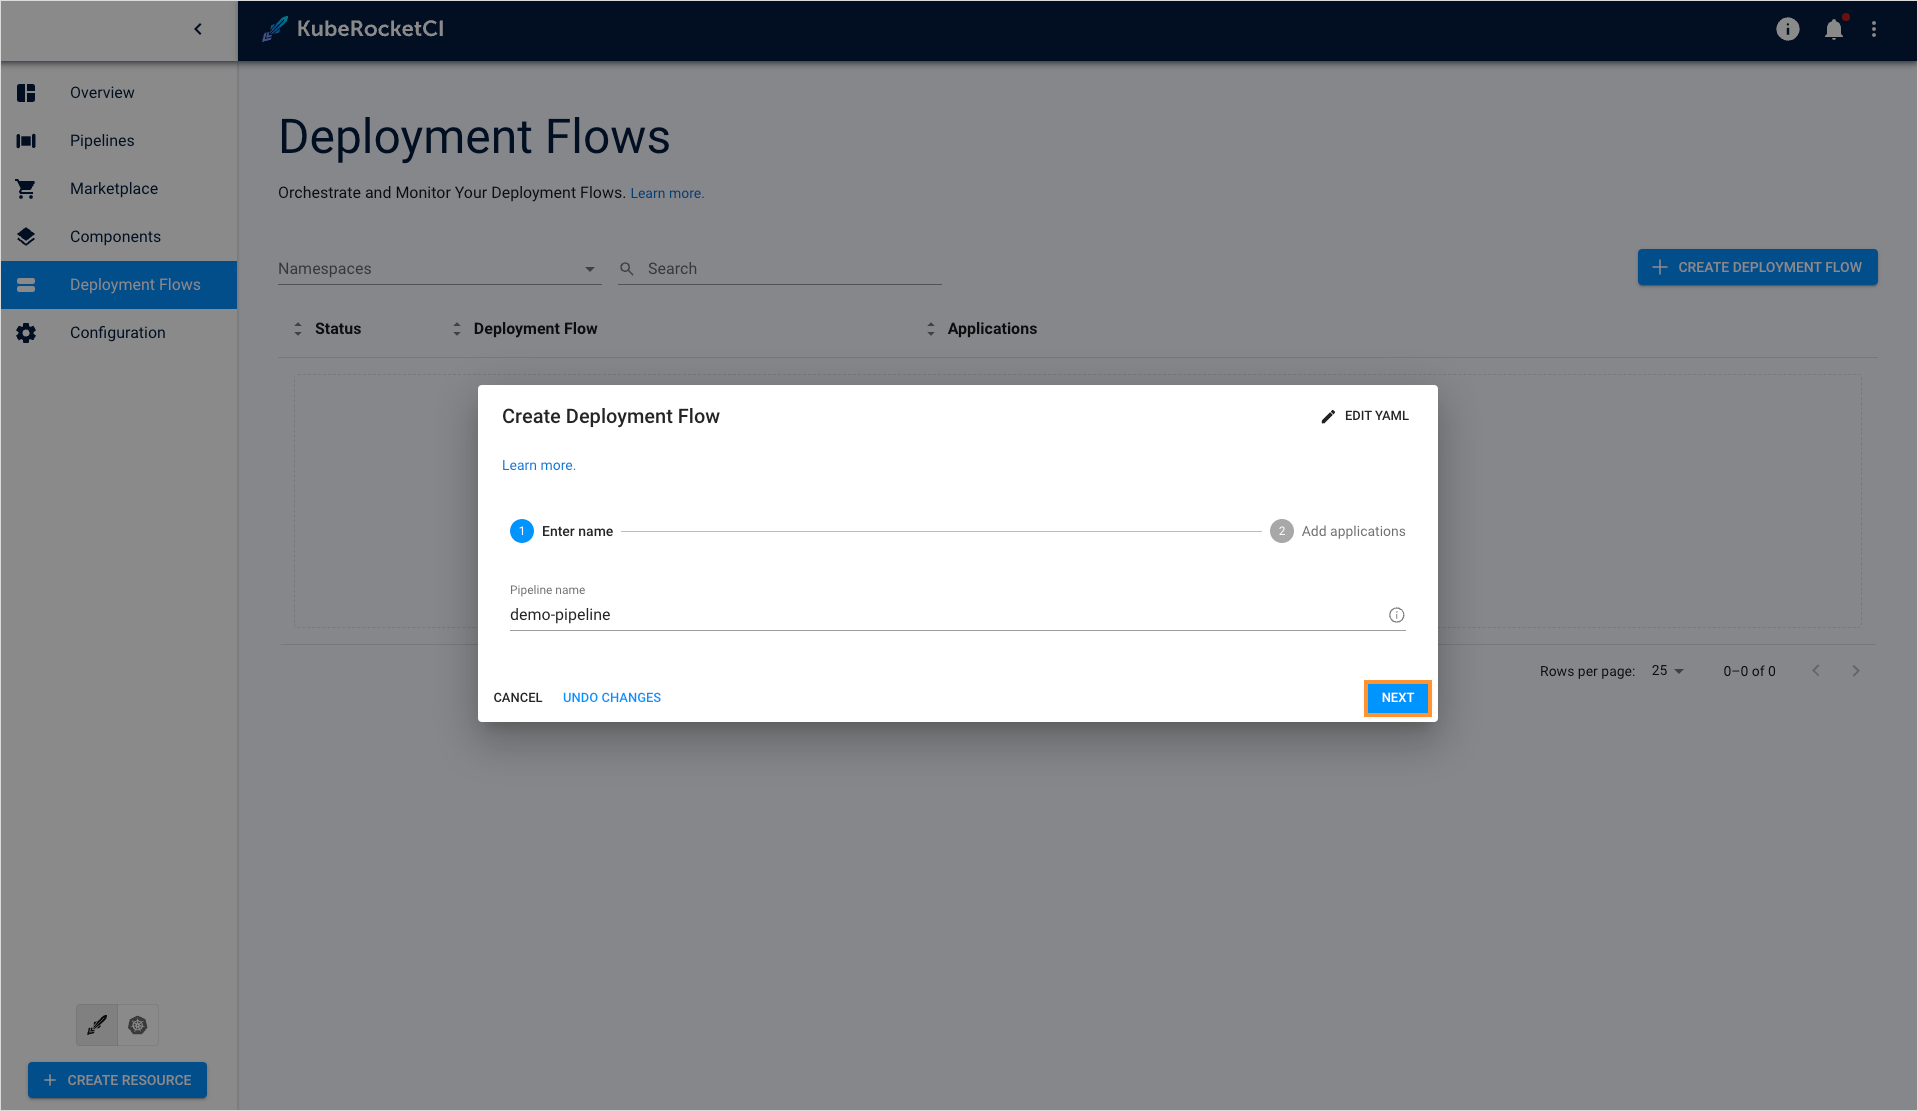 KubeRocketCI
Overview
Pipelines
Marketplace
Components
Deployment Flows
Configuration
CREATE RESOURCE
Deployment Flows
Orchestrate and Monitor Your Deployment Flows. Learn more.
Namespaces
Search
CREATE DEPLOYMENT FLOW
Status
Deployment Flow
Applications
Create Deployment Flow
EDIT YAML
Learn more.
1 Enter name
2 Add applications
Pipeline name
demo-pipeline
CANCEL
UNDO CHANGES
NEXT
Rows per page: 25
0–0 of 0